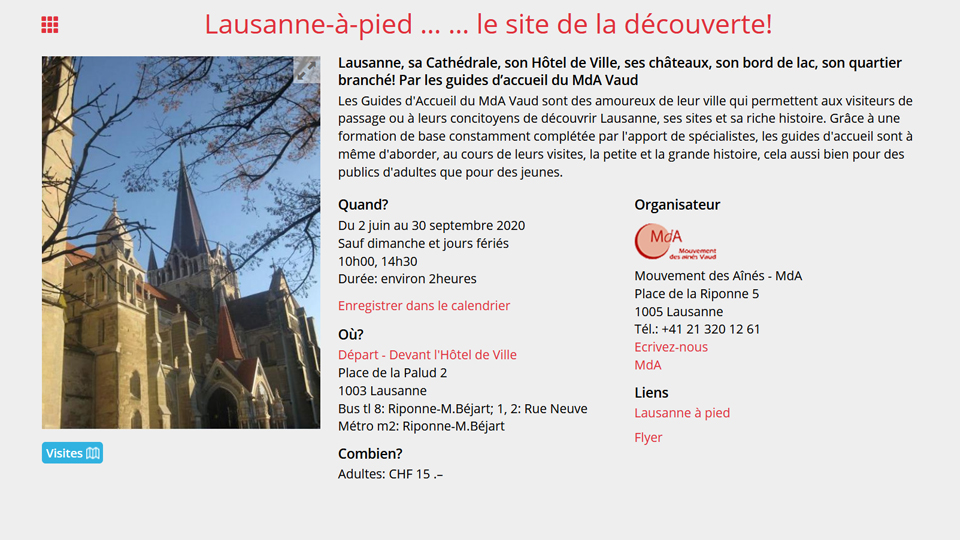 Lausanne-à-pied ... ... le site de la découverte!
Lausanne, sa Cathédrale, son Hôtel de Ville, ses châteaux, son bord de lac, son quartier
branché! Par les guides d’accueil du MdA Vaud
Les Guides d'Accueil du MdA Vaud sont des amoureux de leur ville qui permettent aux visiteurs de
passage ou à leurs concitoyens de découvrir Lausanne, ses sites et sa riche histoire. Grâce à une
formation de base constamment complétée par l'apport de spécialistes, les guides d'accueil sont à
même d'aborder, au cours de leurs visites, la petite et la grande histoire, cela aussi bien pour des
publics d'adultes que pour des jeunes.
Quand?
Du 2 juin au 30 septembre 2020
Sauf dimanche et jours fériés
10h00, 14h30
Durée: environ 2heures
Enregistrer dans le calendrier
Où?
Départ - Devant l'Hôtel de Ville
Place de la Palud 2
1003 Lausanne
Bus tl 8: Riponne-M.Béjart; 1, 2: Rue Neuve
Métro m2: Riponne-M.Béjart
Combien?
Adultes: CHF 15 .–
Organisateur
MdA
Mouvement
des aînés Vaud
Mouvement des Aînés - MdA
Place de la Riponne 5
1005 Lausanne
Tél.: +41 21 320 12 61
Ecrivez-nous
MdA
Liens
Lausanne à pied
Flyer
Visites